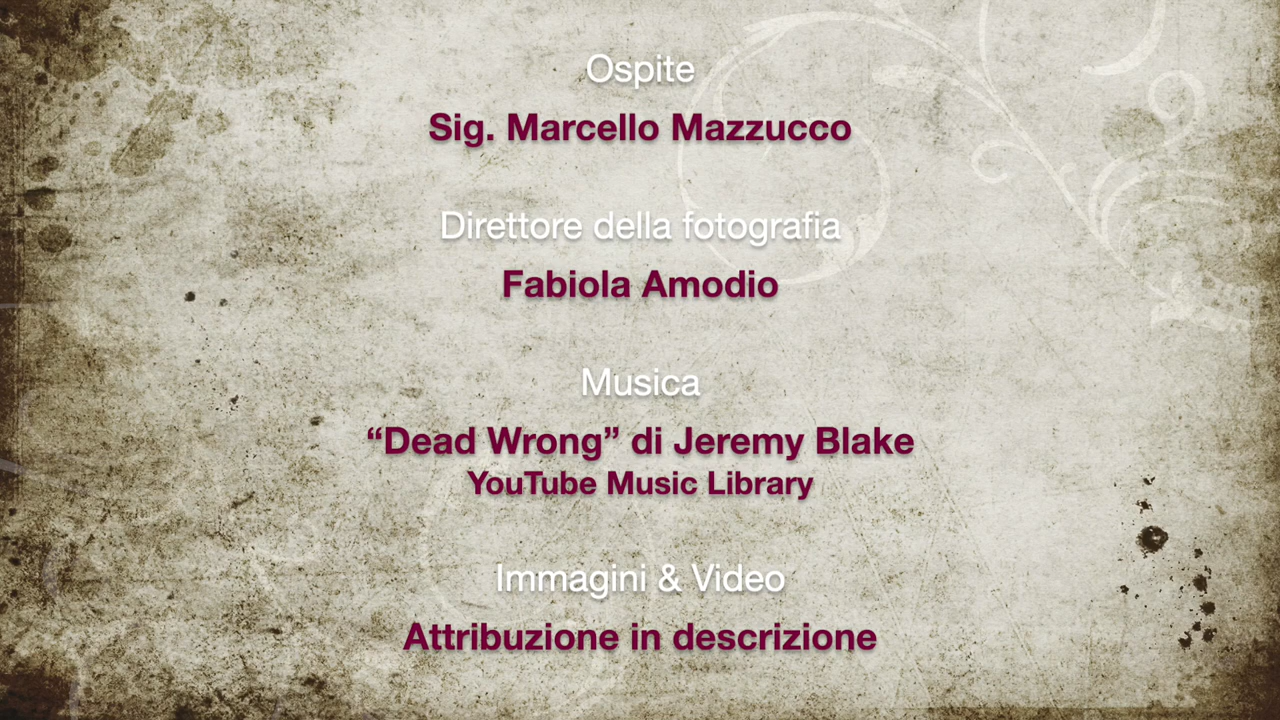 Ospite
Sig. Marcello Mazzucco
Direttore della fotografia
Fabiola Amodio
Musica
“Dead Wrong” di Jeremy Blake
YouTube Music Library
Immagini & Video
Attribuzione in descrizione